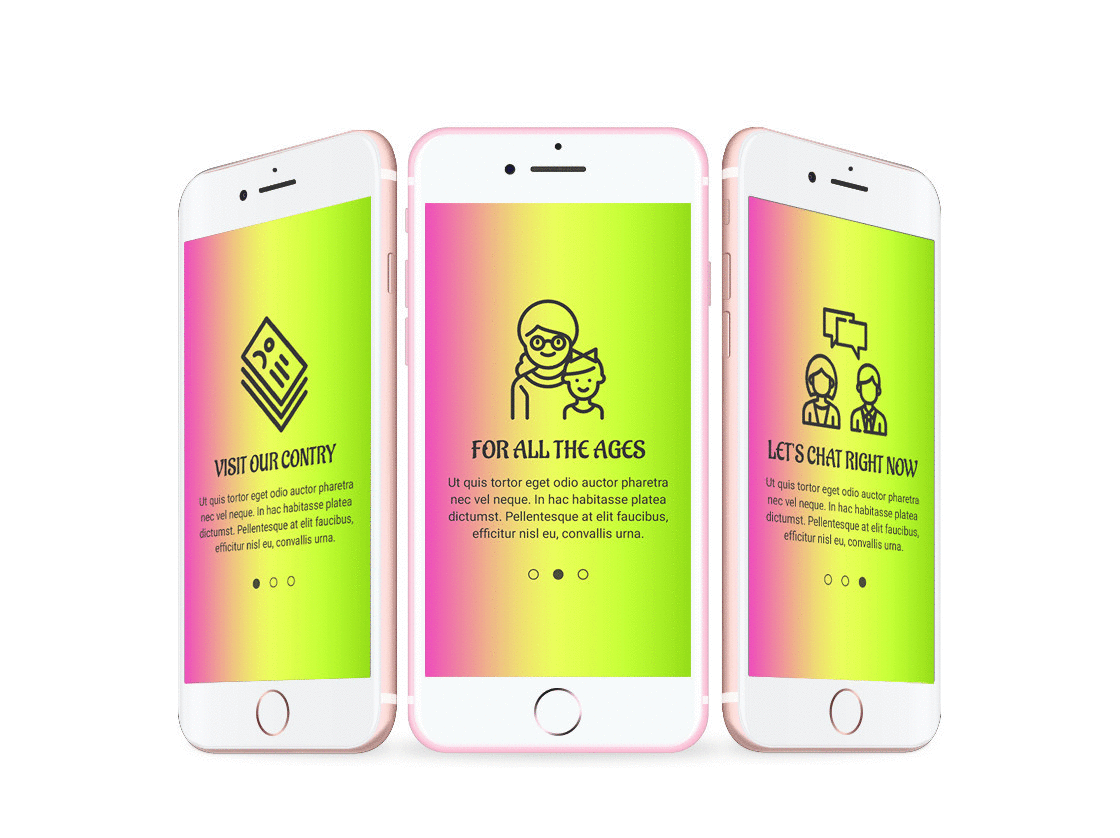 VISIT OUR CONTRY
Ut quis tortor eget odio auctor pharetra
nec vel neque. In hac habitasse platea
dictumst. Pellentesque at elit faucibus,
efficitur nisl eu, convallis urna.
FOR ALL THE AGES
Ut quis tortor eget odio auctor pharetra
nec vel neque. In hac habitasse platea
dictumst. Pellentesque at elit faucibus,
efficitur nisl eu, convallis urna.
LET'S CHAT RIGHT NOW
Ut quis tortor eget odio auctor pharetra
nec vel neque. In hac habitasse platea
dictumst. Pellentesque at elit faucibus,
efficitur nisl eu, convallis urna.